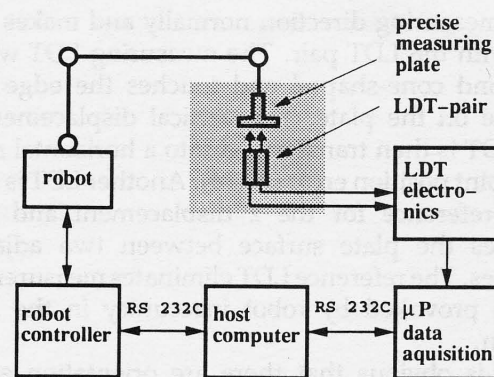 precise
measuring
plate
LDT-pair
robot
LDT
electro-
nics
RS 232C
RS 232C
robot
controller
host
computer
μ P
data
aquisition